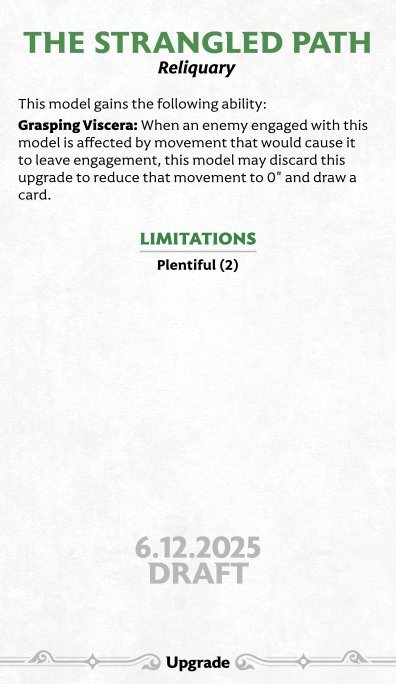 THE STRANGLED PATH
Reliquary
This model gains the following ability:
Grasping Viscera: When an enemy engaged with this
model is affected by movement that would cause it
to leave engagement, this model may discard this
upgrade to reduce that movement to 0" and draw a
card.
LIMITATIONS
Plentiful (2)
6.12.2025
DRAFT
Upgrade